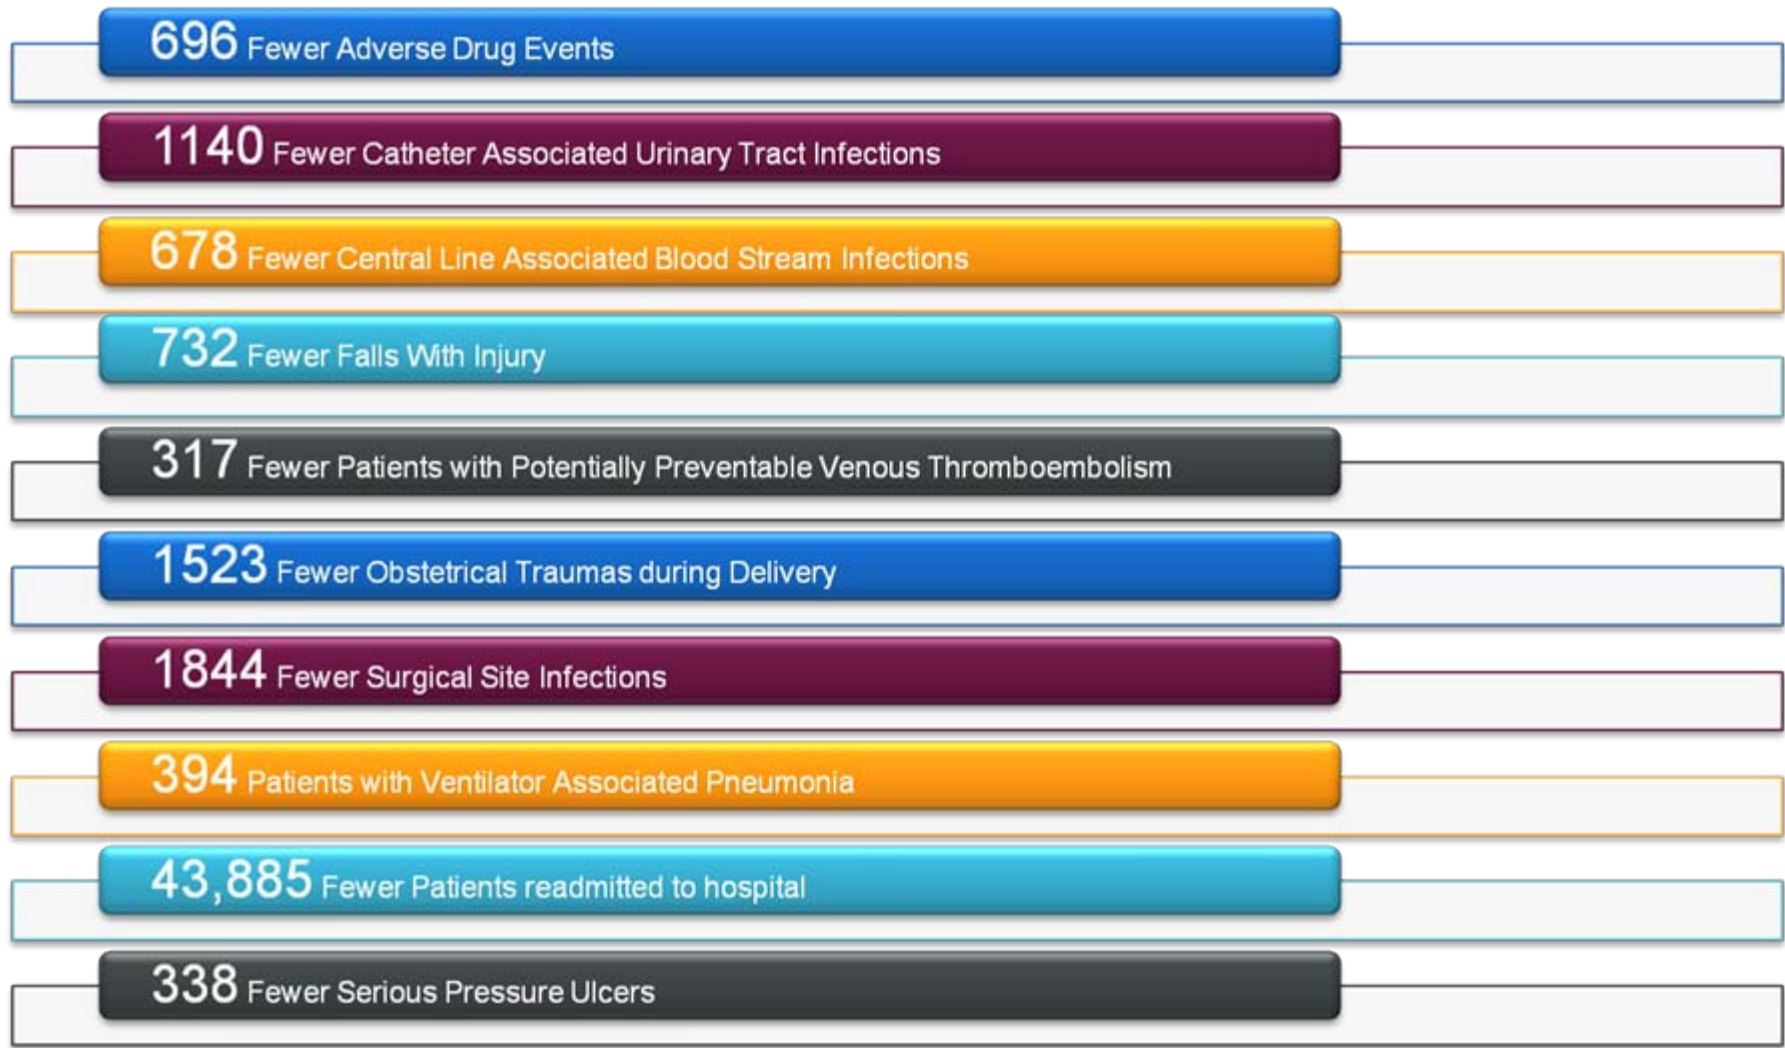 696 Fewer Adverse Drug Events
1140 Fewer Catheter Associated Urinary Tract Infections
678 Fewer Central Line Associated Blood Stream Infections
732 Fewer Falls With Injury
317 Fewer Patients with Potentially Preventable Venous Thromboembolism
1523 Fewer Obstetrical Traumas during Delivery
1844 Fewer Surgical Site Infections
394 Patients with Ventilator Associated Pneumonia
43,885 Fewer Patients readmitted to hospital
338 Fewer Serious Pressure Ulcers